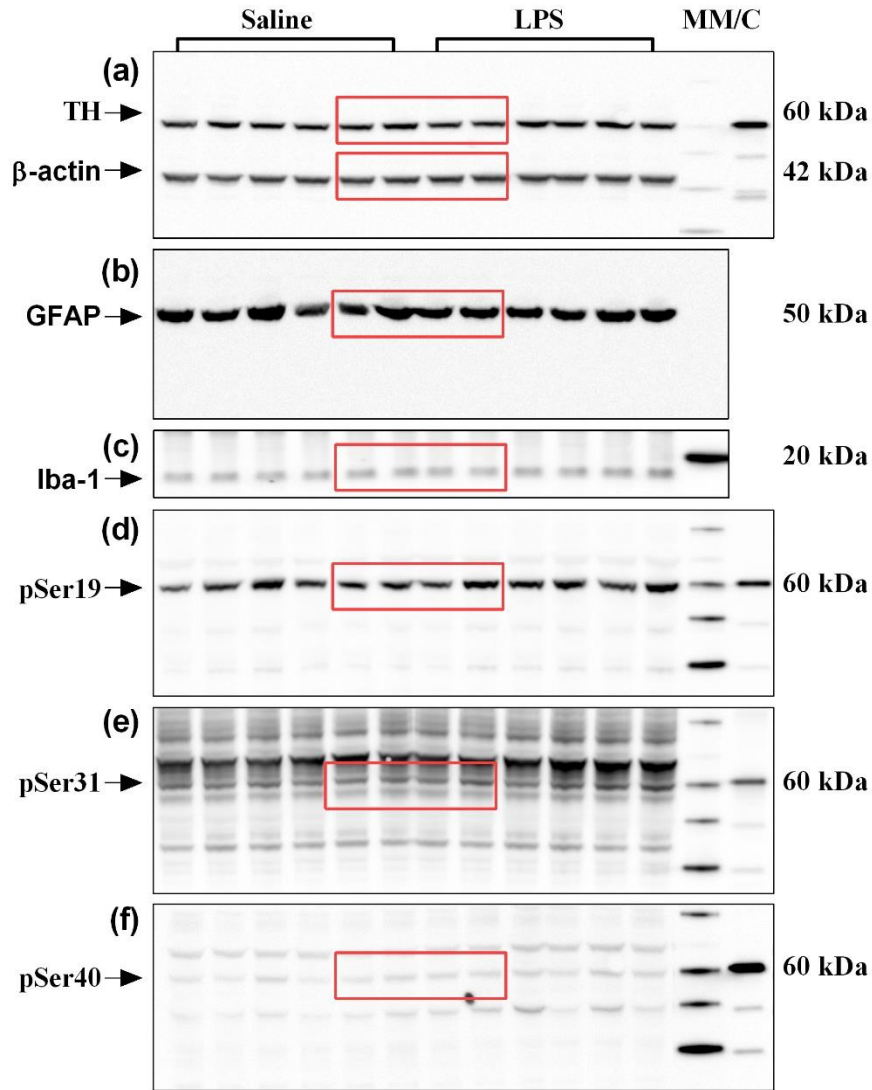 Saline LPS MM/C
(a)
TH 60 kDa
β-actin 42 kDa
(b)
GFAP 50 kDa
(c)
20 kDa
Iba-1
(d)
pSer19 60 kDa
(e)
pSer31 60 kDa
(f)
pSer40 60 kDa